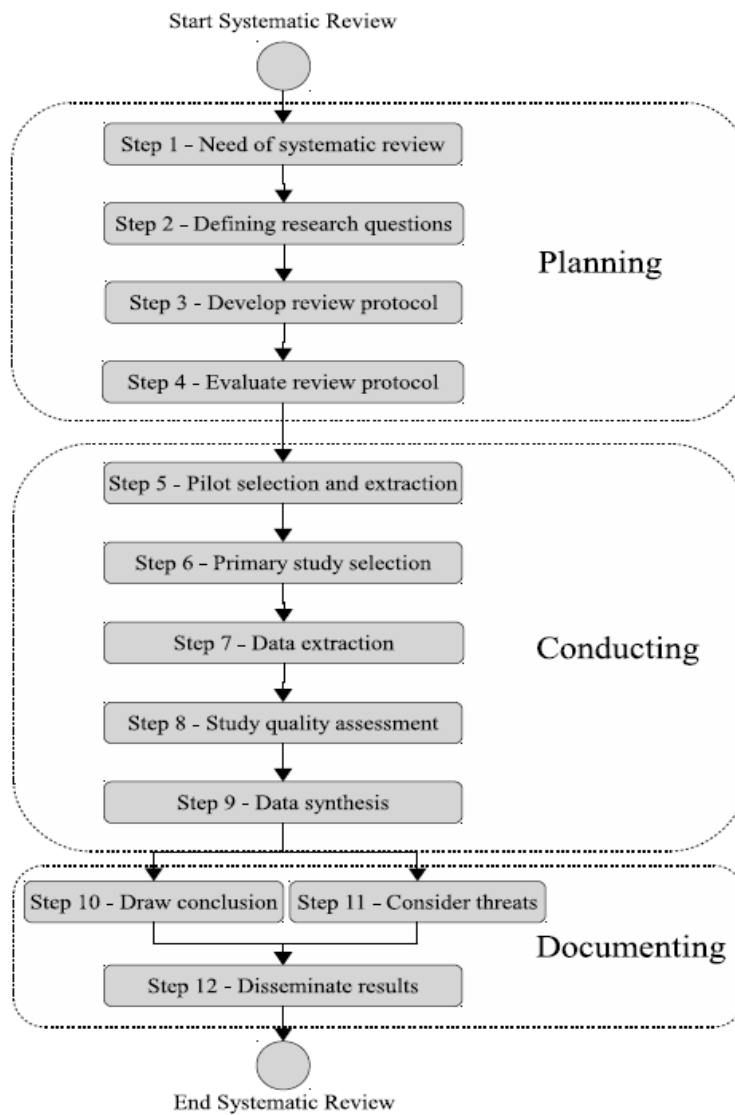 Start Systematic Review
Step 1 - Need of systematic review
Step 2 - Defining research questions
Planning
Step 3 - Develop review protocol
Step 4 - Evaluate review protocol
Step 5 - Pilot selection and extraction
Step 6 - Primary study selection
Conducting
Step 7 - Data extraction
Step 8 - Study quality assessment
Step 9 - Data synthesis
Step 10 - Draw conclusion
Step 11 - Consider threats
Documenting
Step 12 - Disseminate results
End Systematic Review